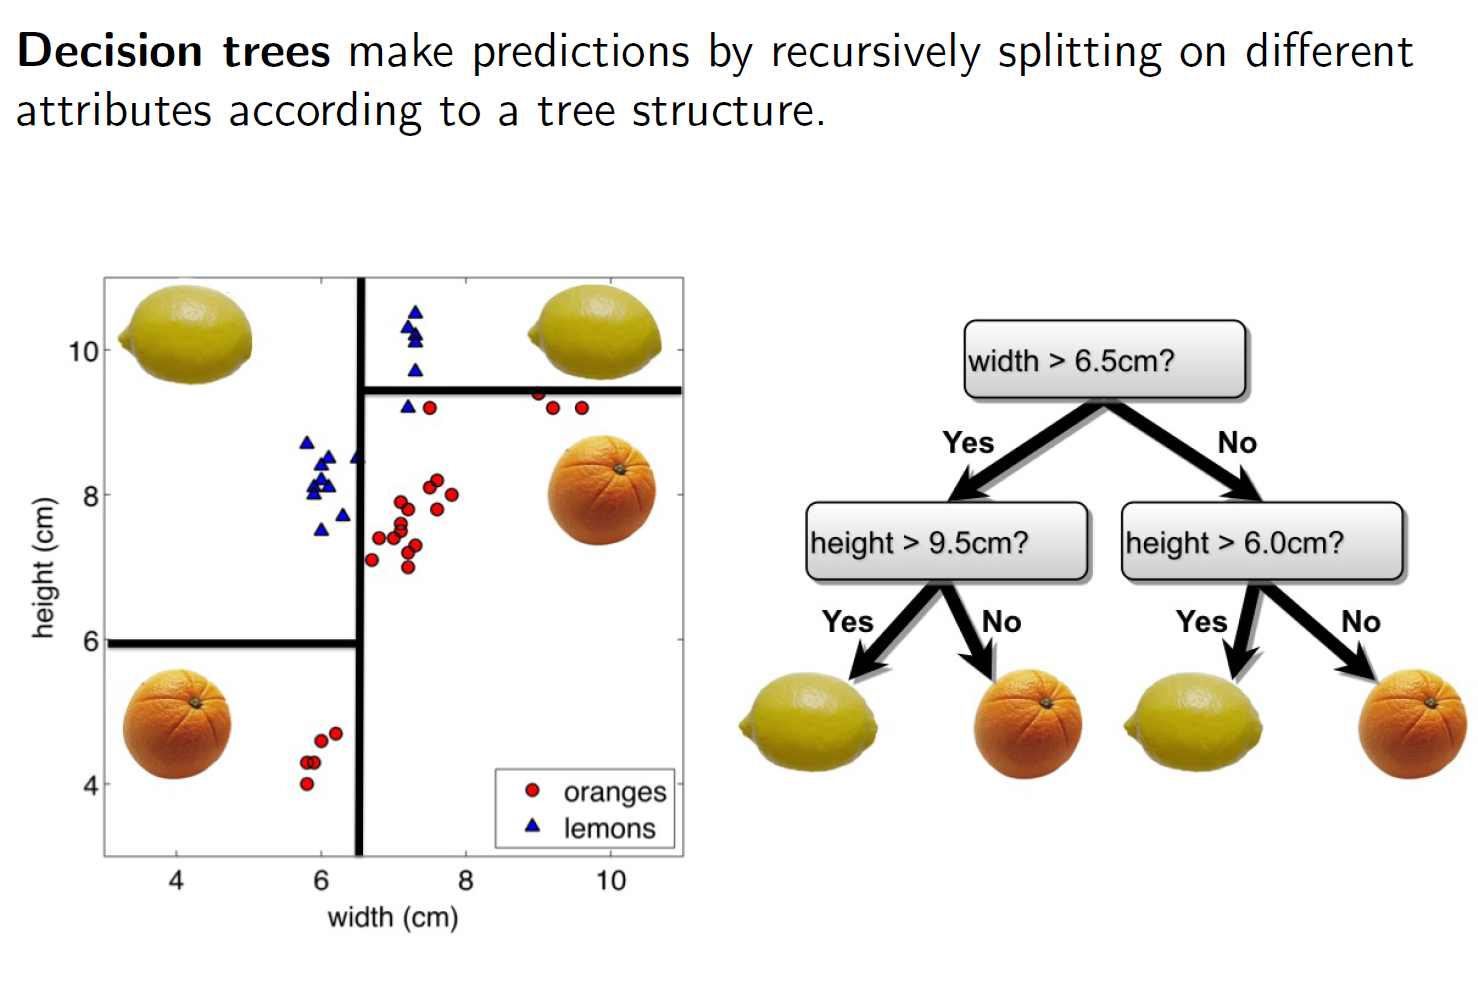 Decision trees make predictions by recursively splitting on different
attributes according to a tree structure.
10
8
6
4
height (cm)
oranges
lemons
4 6 8 10
width (cm)
width > 6.5cm?
Yes No
height > 9.5cm? height > 6.0cm?
Yes No Yes No